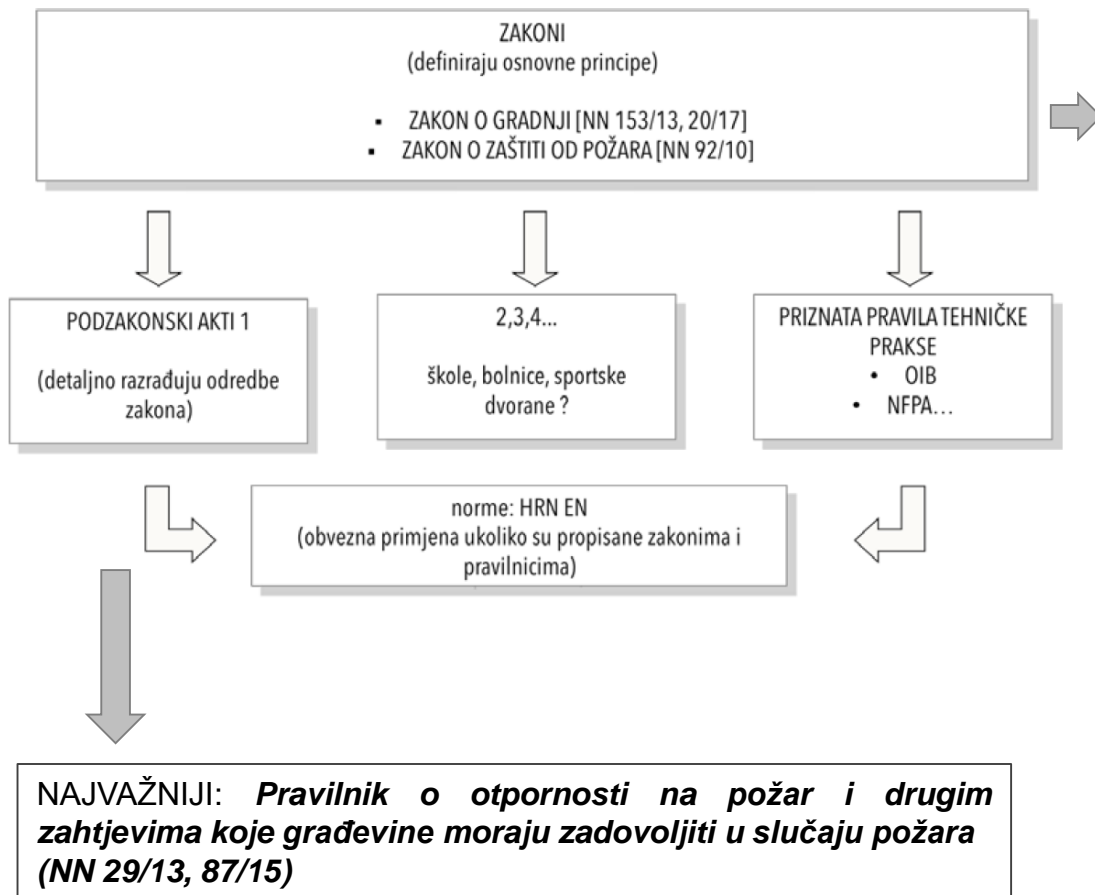 ZAKONI
(definiraju osnovne principe)
▪ ZAKON O GRADNJI [NN 153/13, 20/17]
▪ ZAKON O ZAŠTITI OD POŽARA [NN 92/10]
PODZAKONSKI AKTI 1
(detaljno razrađuju odredbe
zakona)
2,3,4...
škole, bolnice, sportske
dvorane ?
PRIZNATA PRAVILA TEHNIČKE
PRAKSE
• OIB
• NFPA...
norme: HRN EN
(obvezna primjena ukoliko su propisane zakonima i
pravilnicima)
NAJVAŽNIJI: Pravilnik o otpornosti na požar i drugim
zahtjevima koje građevine moraju zadovoljiti u slučaju požara
(NN 29/13, 87/15)